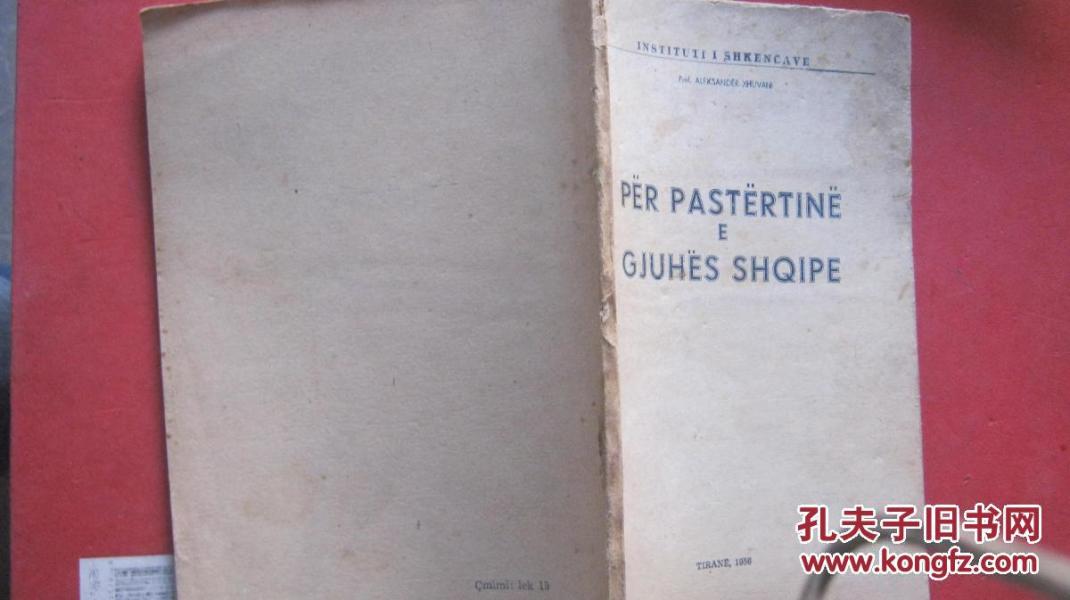 INSTITUTI I SHKENCAVE
Prof. ALEKSANDËR XHUVANI
PËR PASTËRTINË
E
GJUHËS SHQIPE
TIRANË, 1956
Çmimi: lek 15
孔夫子旧书网
www.kongfz.com